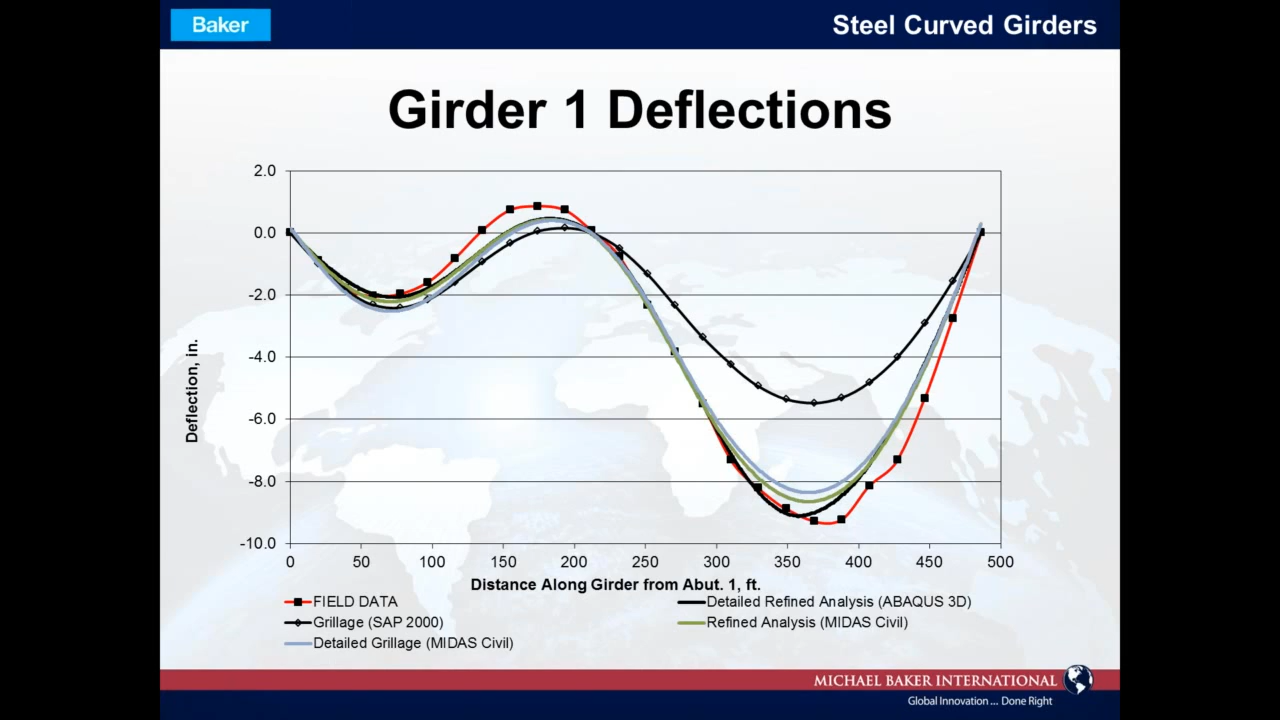 Baker
Steel Curved Girders
Girder 1 Deflections
2.0
0.0
-2.0
-4.0
-6.0
-8.0
-10.0
Deflection, in.
0 50 100 150 200 250 300 350 400 450 500
Distance Along Girder from Abut. 1, ft.
FIELD DATA
Detailed Refined Analysis (ABAQUS 3D)
Grillage (SAP 2000)
Refined Analysis (MIDAS Civil)
Detailed Grillage (MIDAS Civil)
MICHAEL BAKER INTERNATIONAL
Global Innovation ... Done Right